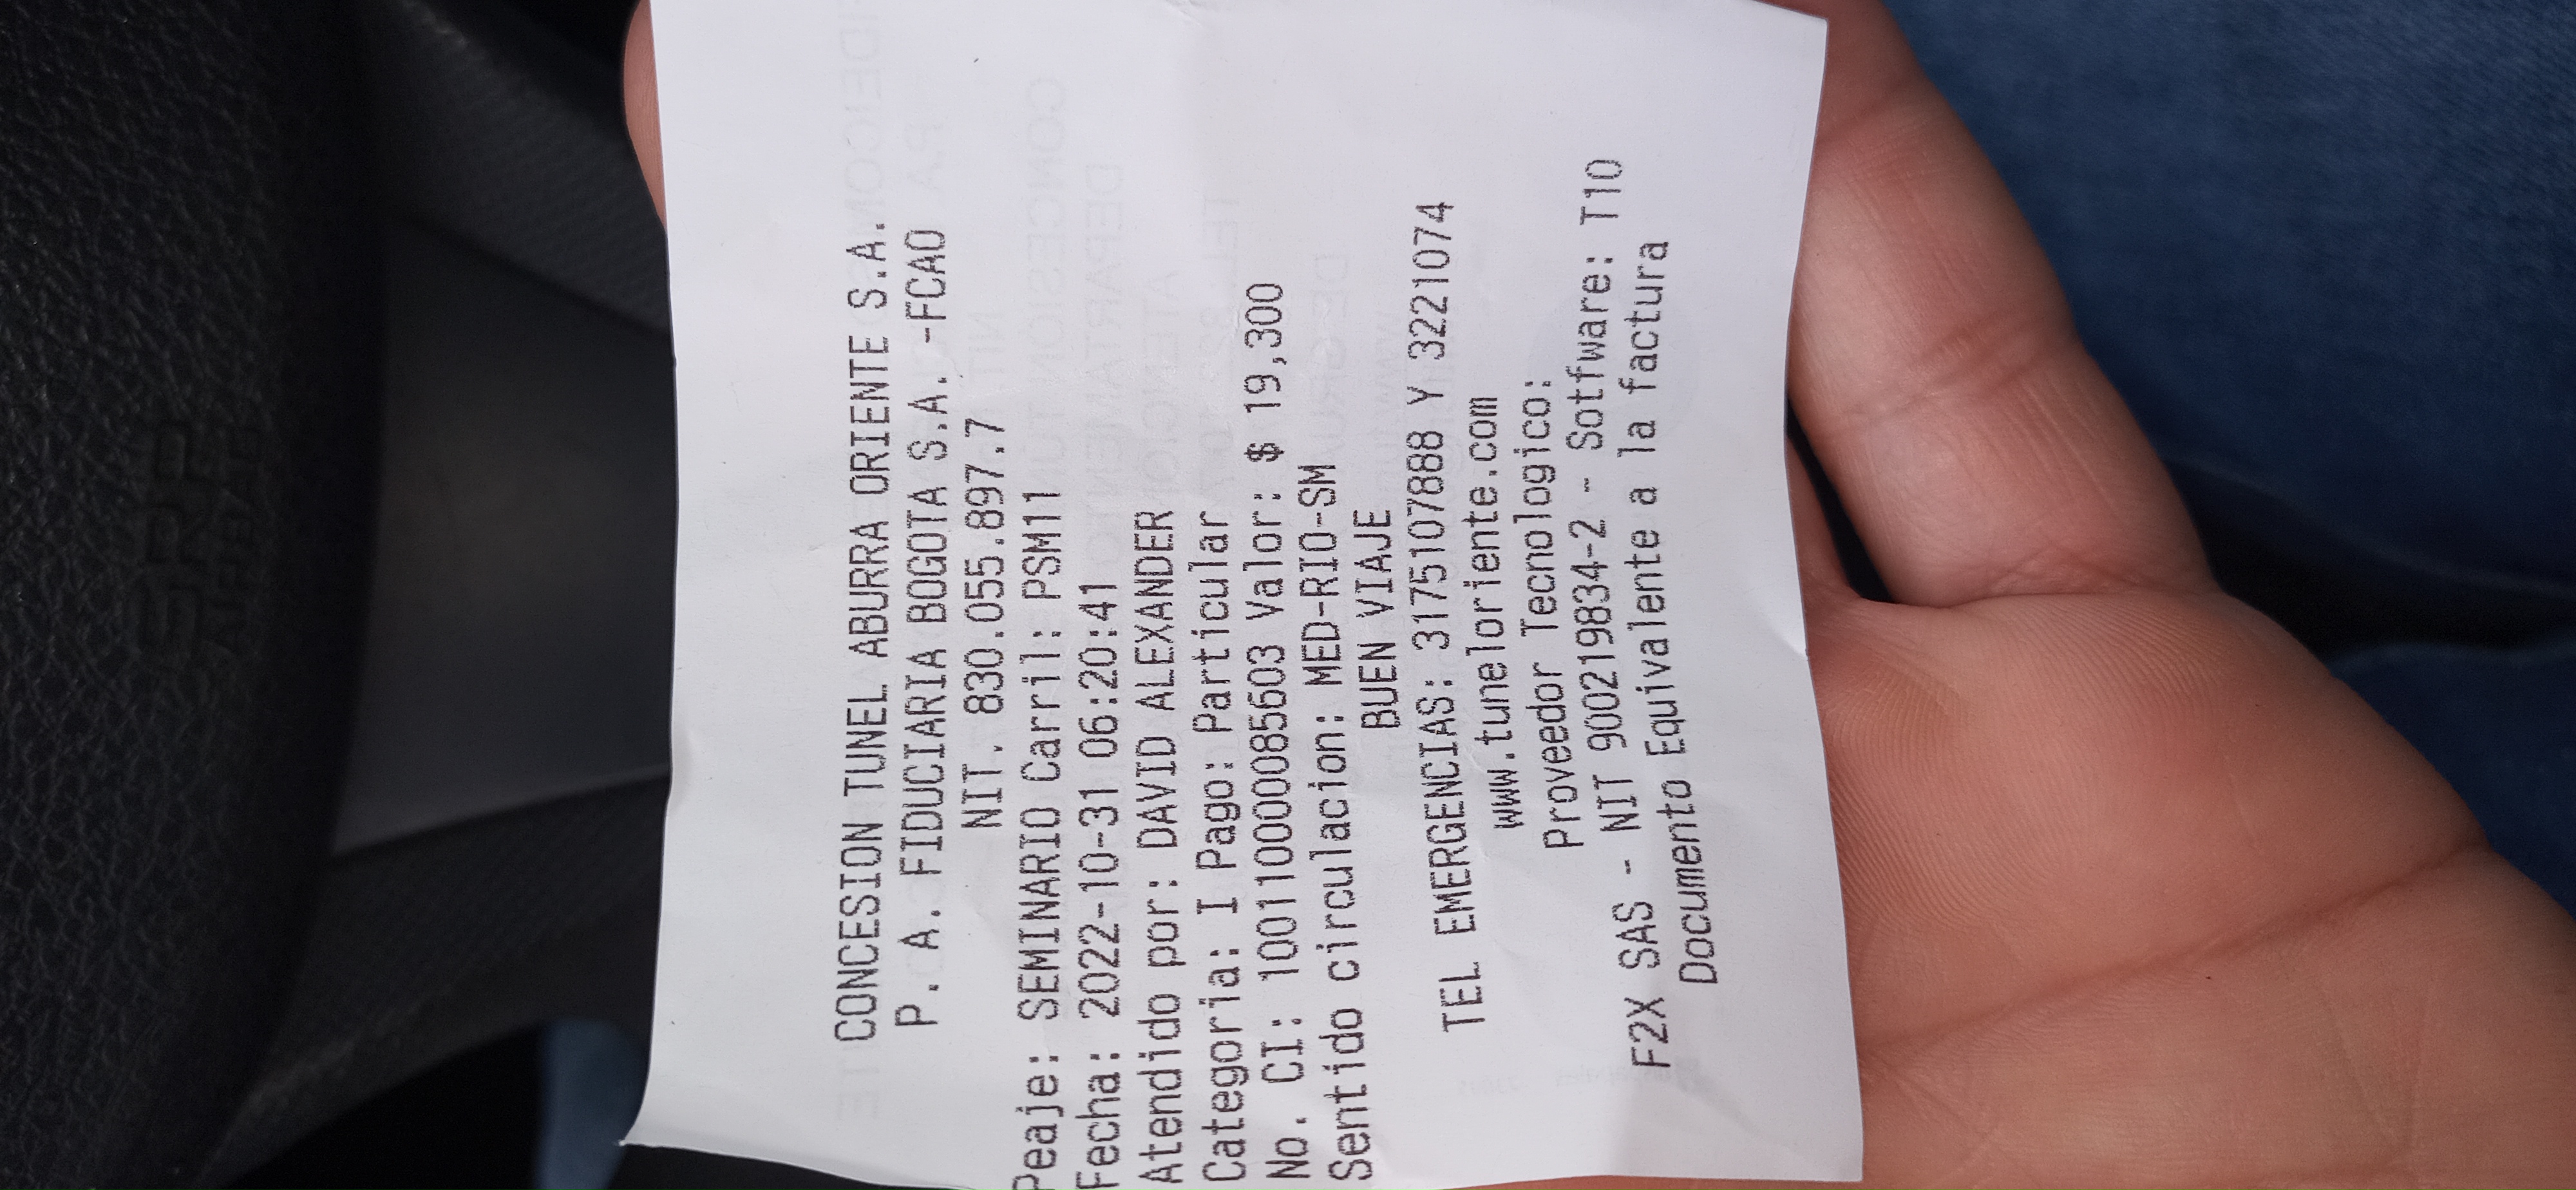 CONCESION TUNEL ABURRA ORIENTE S.A.
P.A. FIDUCIARIA BOGOTA S.A. -FCAO
NIT. 830.055.897.7
Peaje: SEMINARIO Carril: PSM11
Fecha: 2022-10-31 06:20:41
Atendido por: DAVID ALEXANDER
Categoria: I Pago: Particular
No. CI: 100110000085603 Valor: $ 19,300
Sentido circulacion: MED-RIO-SM
BUEN VIAJE
TEL EMERGENCIAS: 3175107888 Y 3221074
www.tuneloriente.com
Proveedor Tecnologico:
F2X SAS - NIT 900219834-2 - Sotfware: T10
Documento Equivalente a la factura
SRS
AIRBAG